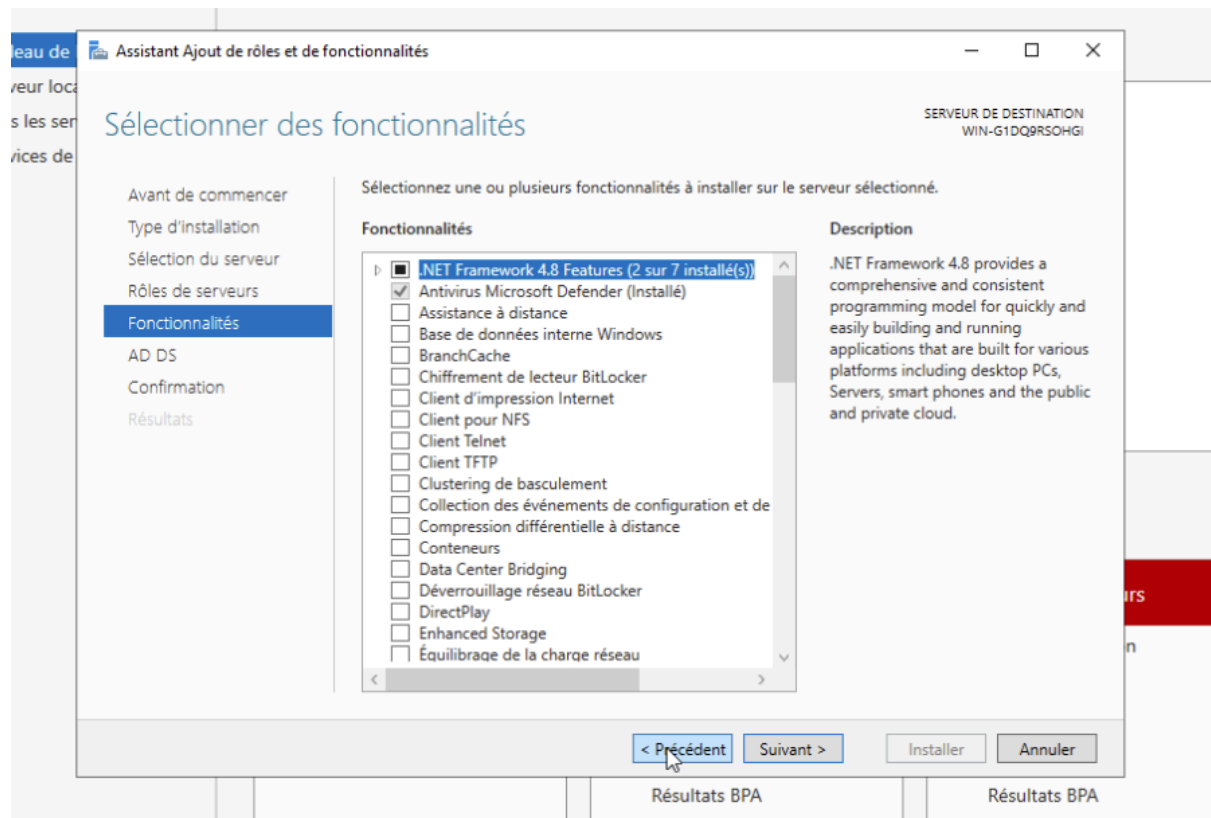 Assistant Ajout de rôles et de fonctionnalités
leau de
veur loca
s les ser
vices de
Sélectionner des fonctionnalités
SERVEUR DE DESTINATION
WIN-G1DQ9RSOHGI
Avant de commencer
Type d'installation
Sélection du serveur
Rôles de serveurs
Fonctionnalités
AD DS
Confirmation
Résultats
Sélectionnez une ou plusieurs fonctionnalités à installer sur le serveur sélectionné.
Fonctionnalités
.NET Framework 4.8 Features (2 sur 7 installé(s))
Antivirus Microsoft Defender (Installé)
Assistance à distance
Base de données interne Windows
BranchCache
Chiffrement de lecteur BitLocker
Client d'impression Internet
Client pour NFS
Client Telnet
Client TFTP
Clustering de basculement
Collection des événements de configuration et de
Compression différentielle à distance
Conteneurs
Data Center Bridging
Déverrouillage réseau BitLocker
DirectPlay
Enhanced Storage
Équilibrage de la charge réseau
Description
.NET Framework 4.8 provides a
comprehensive and consistent
programming model for quickly and
easily building and running
applications that are built for various
platforms including desktop PCs,
Servers, smart phones and the public
and private cloud.
irs
n
< Précédent
Suivant >
Installer
Annuler
Résultats BPA
Résultats BPA